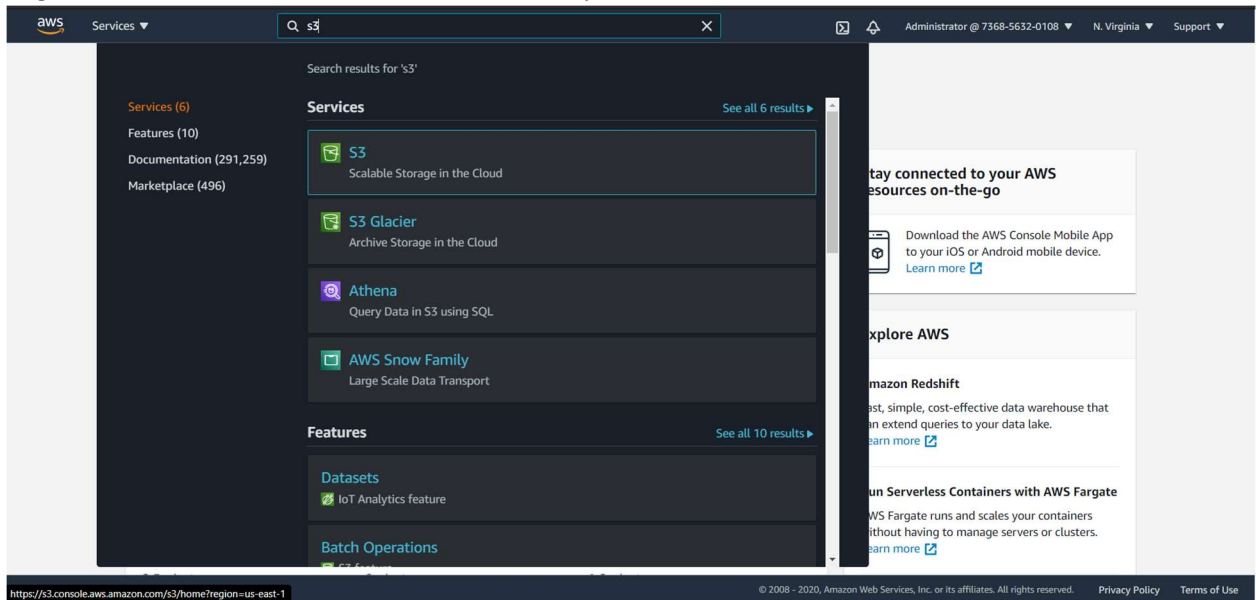 aws
Services ▼
s3
Administrator @ 7368-5632-0108 ▼
N. Virginia ▼
Support ▼
Search results for 's3'
Services (6)
Features (10)
Documentation (291,259)
Marketplace (496)
Services
See all 6 results ▶
S3
Scalable Storage in the Cloud
S3 Glacier
Archive Storage in the Cloud
Athena
Query Data in S3 using SQL
AWS Snow Family
Large Scale Data Transport
Features
See all 10 results ▶
Datasets
IoT Analytics feature
Batch Operations
S3 feature
tay connected to your AWS
esources on-the-go
Download the AWS Console Mobile App
to your iOS or Android mobile device.
Learn more
xplore AWS
mazon Redshift
ast, simple, cost-effective data warehouse that
an extend queries to your data lake.
earn more
un Serverless Containers with AWS Fargate
WS Fargate runs and scales your containers
ithout having to manage servers or clusters.
earn more
https://s3.console.aws.amazon.com/s3/home?region=us-east-1
© 2008 - 2020, Amazon Web Services, Inc. or its affiliates. All rights reserved.
Privacy Policy
Terms of Use